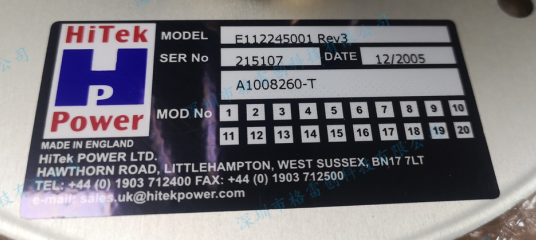 HiTek
Power
MODEL E112245001 Rev3
SER No 215107 DATE 12/2005
A1008260-T
MOD No 1 2 3 4 5 6 7 8 9 10
11 12 13 14 15 16 17 18 19 20
MADE IN ENGLAND
HiTek POWER LTD.
HAWTHORN ROAD, LITTLEHAMPTON, WEST SUSSEX, BN17 7LT
TEL: +44 (0) 1903 712400 FAX: +44 (0) 1903 712500
e-mail: sales.uk@hitekpower.com